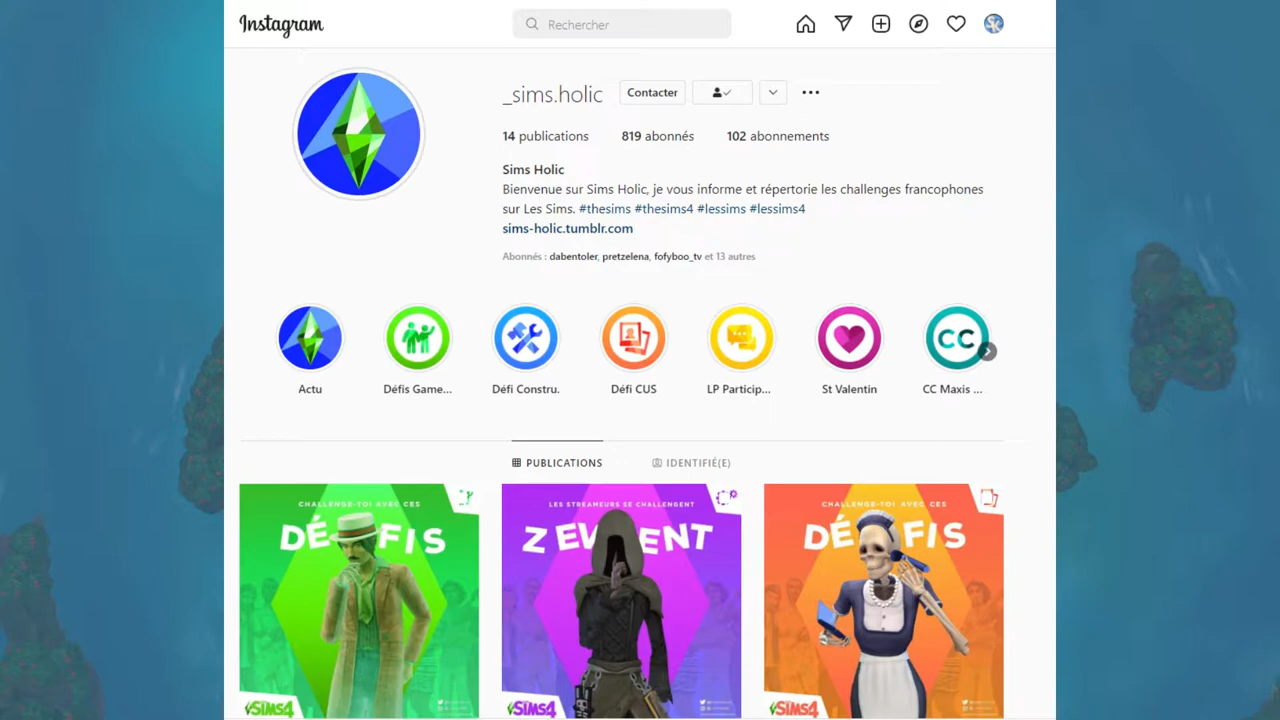 Instagram
Rechercher
_sims.holic
Contacter
14 publications 819 abonnés 102 abonnements
Sims Holic
Bienvenue sur Sims Holic, je vous informe et répertorie les challenges francophones
sur Les Sims. #thesims #thesims4 #lessims #lessims4
sims-holic.tumblr.com
Abonnés : dabentoler, pretzelena, fofyboo_tv et 13 autres
CC
Actu Défis Game... Défi Constru. Défi CUS LP Particip... St Valentin CC Maxis ...
PUBLICATIONS IDENTIFIÉ(E)
CHALLENGE-TOI AVEC CES
DÉFIS
SIMS4
LES STREAMEURS SE CHALLENGENT
Z EVENT
SIMS4
CHALLENGE-TOI AVEC CES
DÉFIS
SIMS4